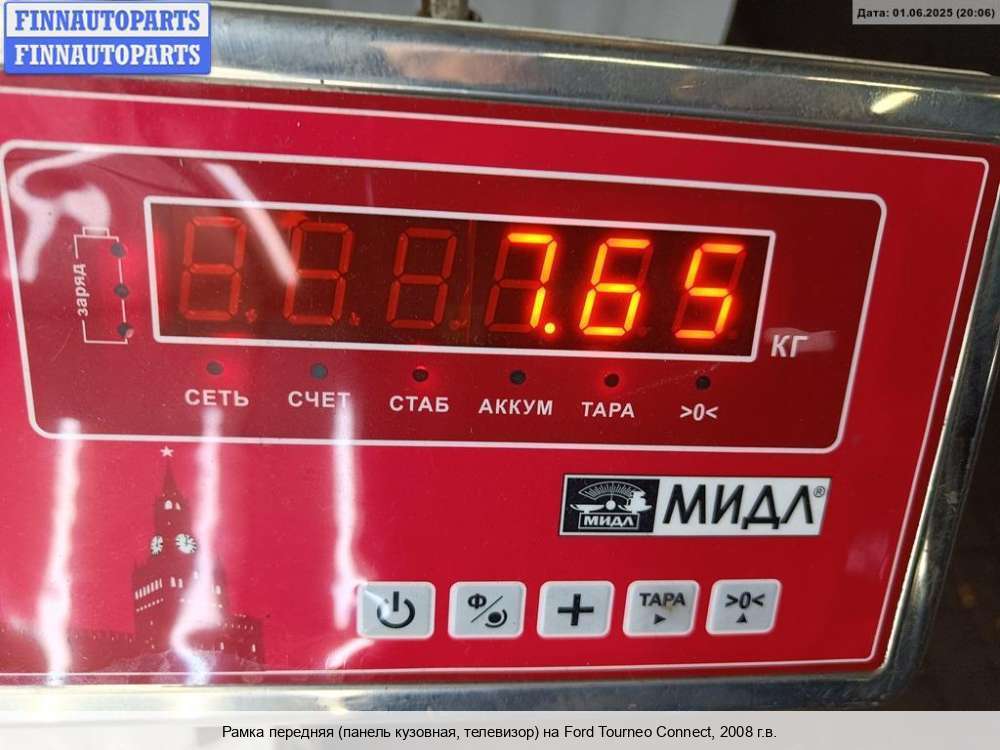 FINNAUTOPARTS
FINNAUTOPARTS
Дата: 01.06.2025 (20:06)
заряд
7.65
КГ
СЕТЬ СЧЕТ СТАБ АККУМ ТАРА >0<
МИДЛ МИДЛ®
Ф ТАРА >0<
Рамка передняя (панель кузовная, телевизор) на Ford Tourneo Connect, 2008 г.в.